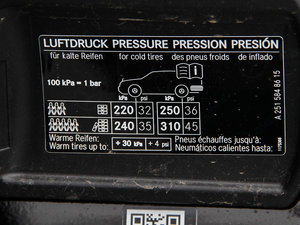 LUFTDRUCK PRESSURE PRESSION PRESIÓN
für kalte Reifen for cold tires des pneus froids de inflado
100 kPa = 1 bar
kPa psi kPa psi
220 32 250 36
240 35 310 45
Warme Reifen: Pneus échauffés jusqu'à:
Warm tires up to: + 30 kPa + 4 psi Neumáticos calientes hasta:
A 251 584 86 15